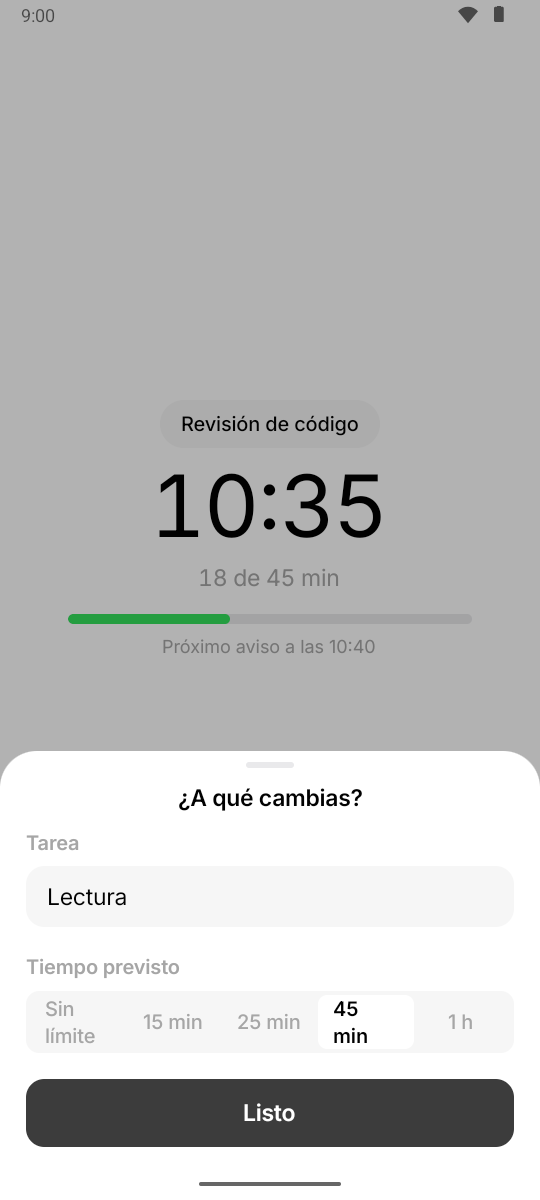 9:00
Revisión de código
10:35
18 de 45 min
Próximo aviso a las 10:40
¿A qué cambias?
Tarea
Lectura
Tiempo previsto
Sin
límite
15 min
25 min
45
min
1 h
Listo